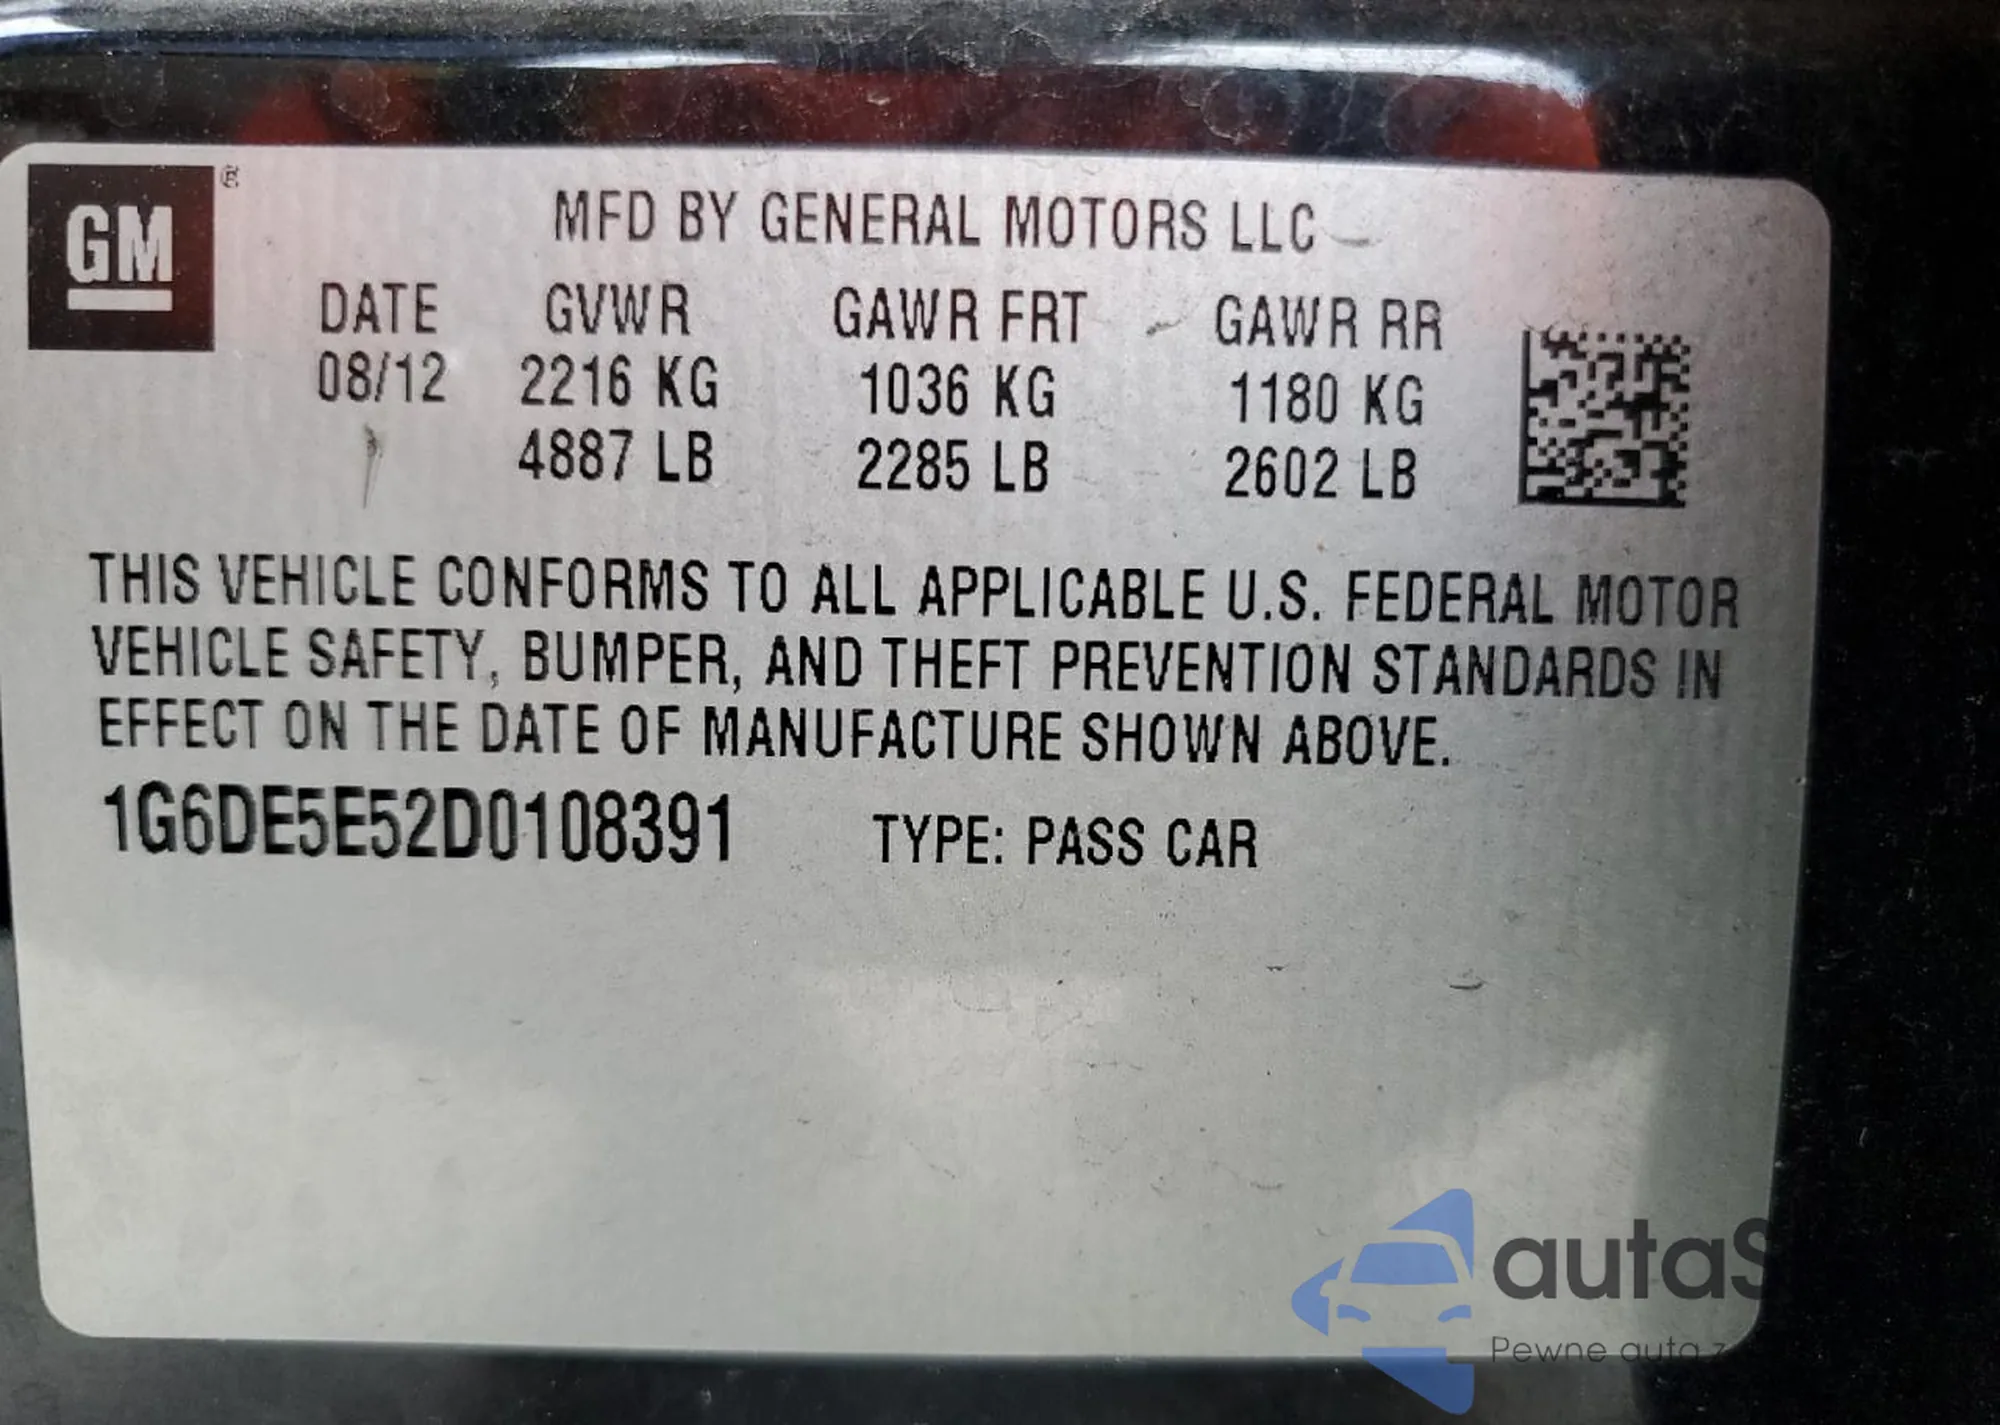 GM ®
MFD BY GENERAL MOTORS LLC
DATE GVWR GAWR FRT GAWR RR
08/12 2216 KG 1036 KG 1180 KG
4887 LB 2285 LB 2602 LB
THIS VEHICLE CONFORMS TO ALL APPLICABLE U.S. FEDERAL MOTOR
VEHICLE SAFETY, BUMPER, AND THEFT PREVENTION STANDARDS IN
EFFECT ON THE DATE OF MANUFACTURE SHOWN ABOVE.
1G6DE5E52D0108391 TYPE: PASS CAR
autaS
Pewne auta z